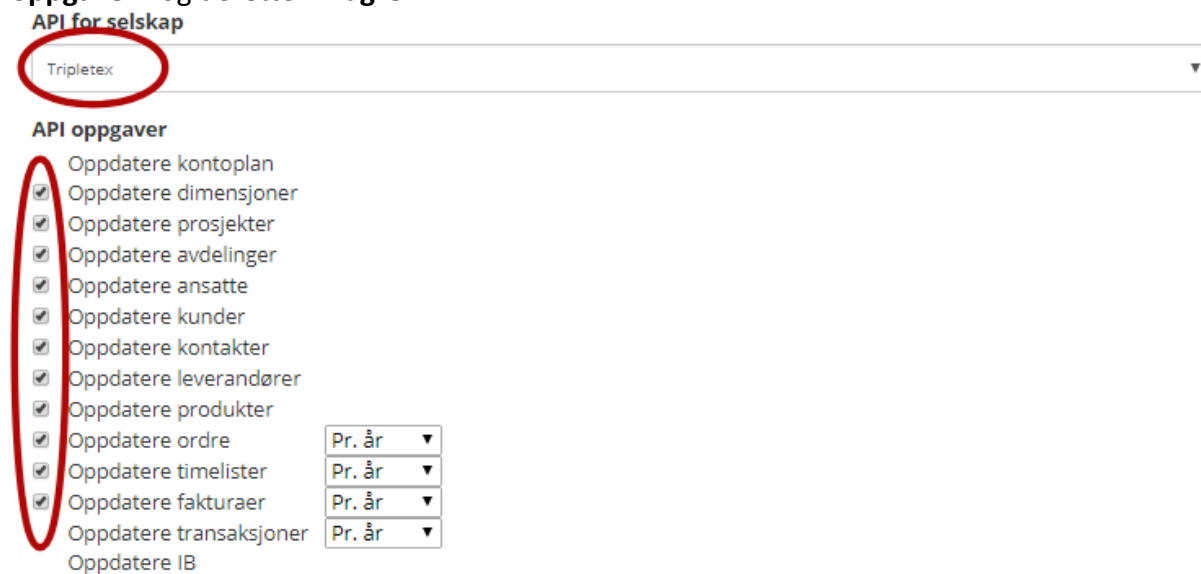 API for selskap
Tripletex
API oppgaver
Oppdatere kontoplan
Oppdatere dimensjoner
Oppdatere prosjekter
Oppdatere avdelinger
Oppdatere ansatte
Oppdatere kunder
Oppdatere kontakter
Oppdatere leverandører
Oppdatere produkter
Oppdatere ordre Pr. år
Oppdatere timelister Pr. år
Oppdatere fakturaer Pr. år
Oppdatere transaksjoner Pr. år
Oppdatere IB